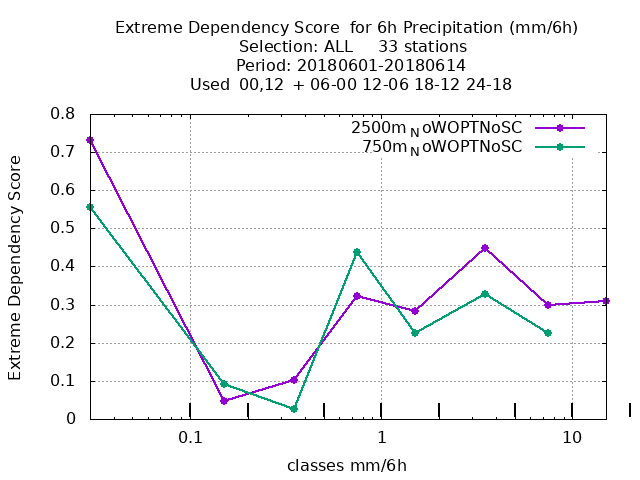 Extreme Dependency Score  for 6h Precipitation (mm/6h)
Selection: ALL     33 stations
Period: 20180601-20180614
Used  00,12  + 06-00 12-06 18-12 24-18
2500m_NoWOPTNoSC
750m_NoWOPTNoSC
Extreme Dependency Score
0.8
0.7
0.6
0.5
0.4
0.3
0.2
0.1
0
0.1 1 10
classes mm/6h